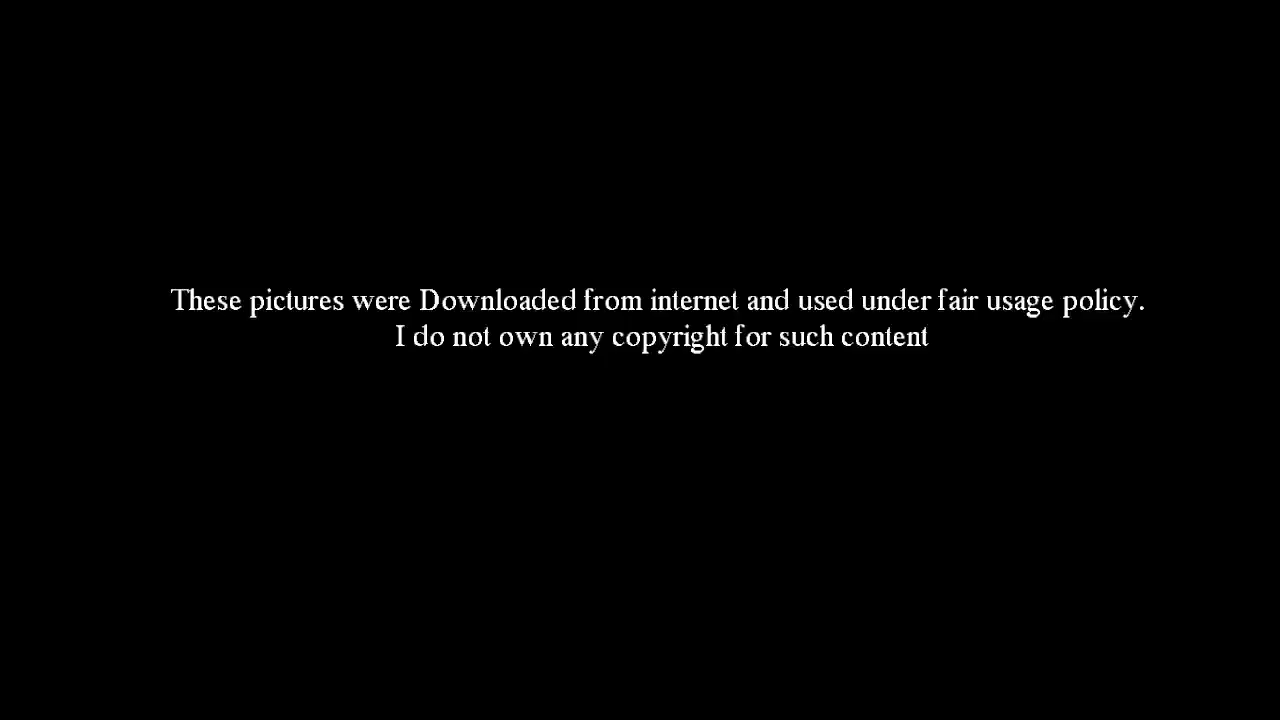 These pictures were Downloaded from internet and used under fair usage policy.
I do not own any copyright for such content